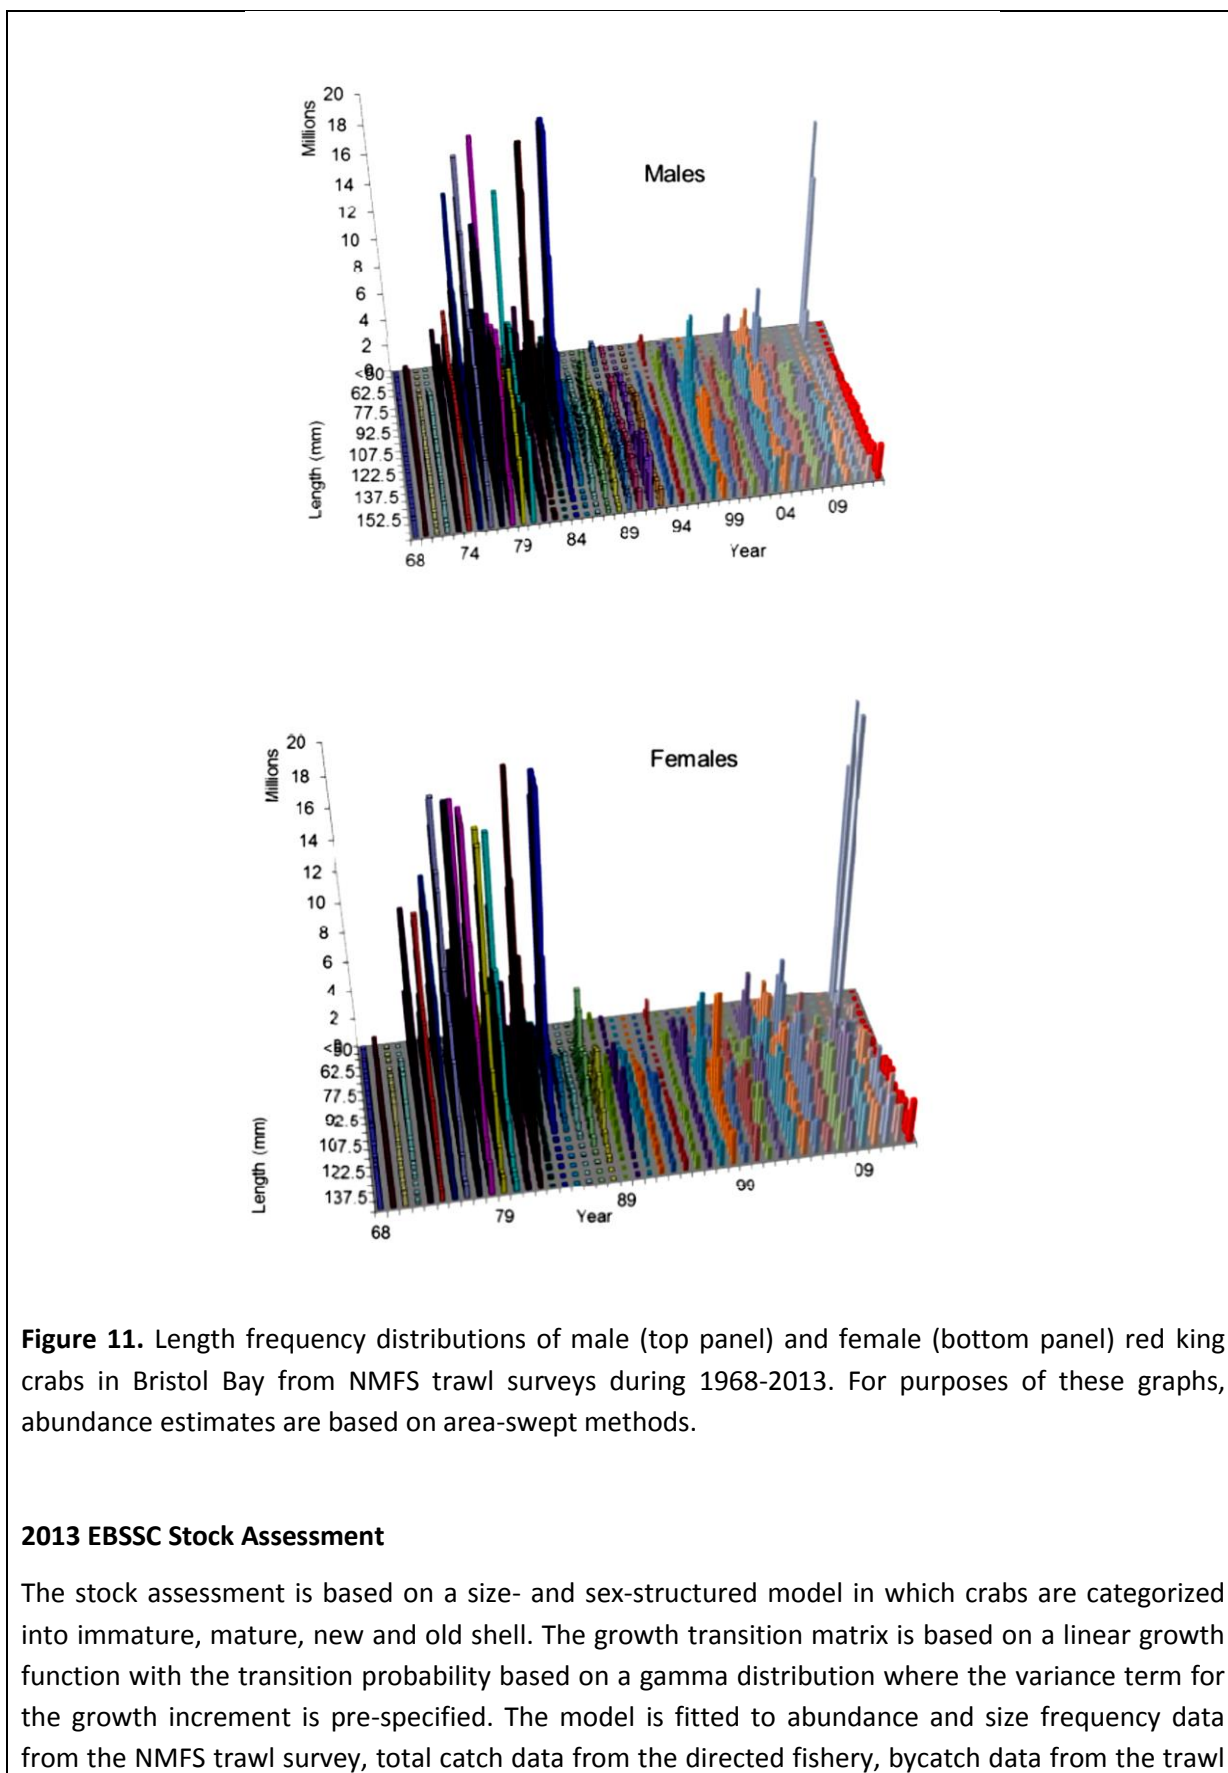 Millions
20
18
16
14
12
10
8
6
4
2
Males
<50
62.5
77.5
92.5
107.5
122.5
137.5
152.5
Length (mm)
68
74
79
84
89
94
99
04
09
Year
Millions
20
18
16
14
12
10
8
6
4
2
Females
<50
62.5
77.5
92.5
107.5
122.5
137.5
Length (mm)
68
79
89
99
09
Year
Figure 11. Length frequency distributions of male (top panel) and female (bottom panel) red king
crabs in Bristol Bay from NMFS trawl surveys during 1968-2013. For purposes of these graphs,
abundance estimates are based on area-swept methods.
2013 EBSSC Stock Assessment
The stock assessment is based on a size- and sex-structured model in which crabs are categorized
into immature, mature, new and old shell. The growth transition matrix is based on a linear growth
function with the transition probability based on a gamma distribution where the variance term for
the growth increment is pre-specified. The model is fitted to abundance and size frequency data
from the NMFS trawl survey, total catch data from the directed fishery, bycatch data from the trawl